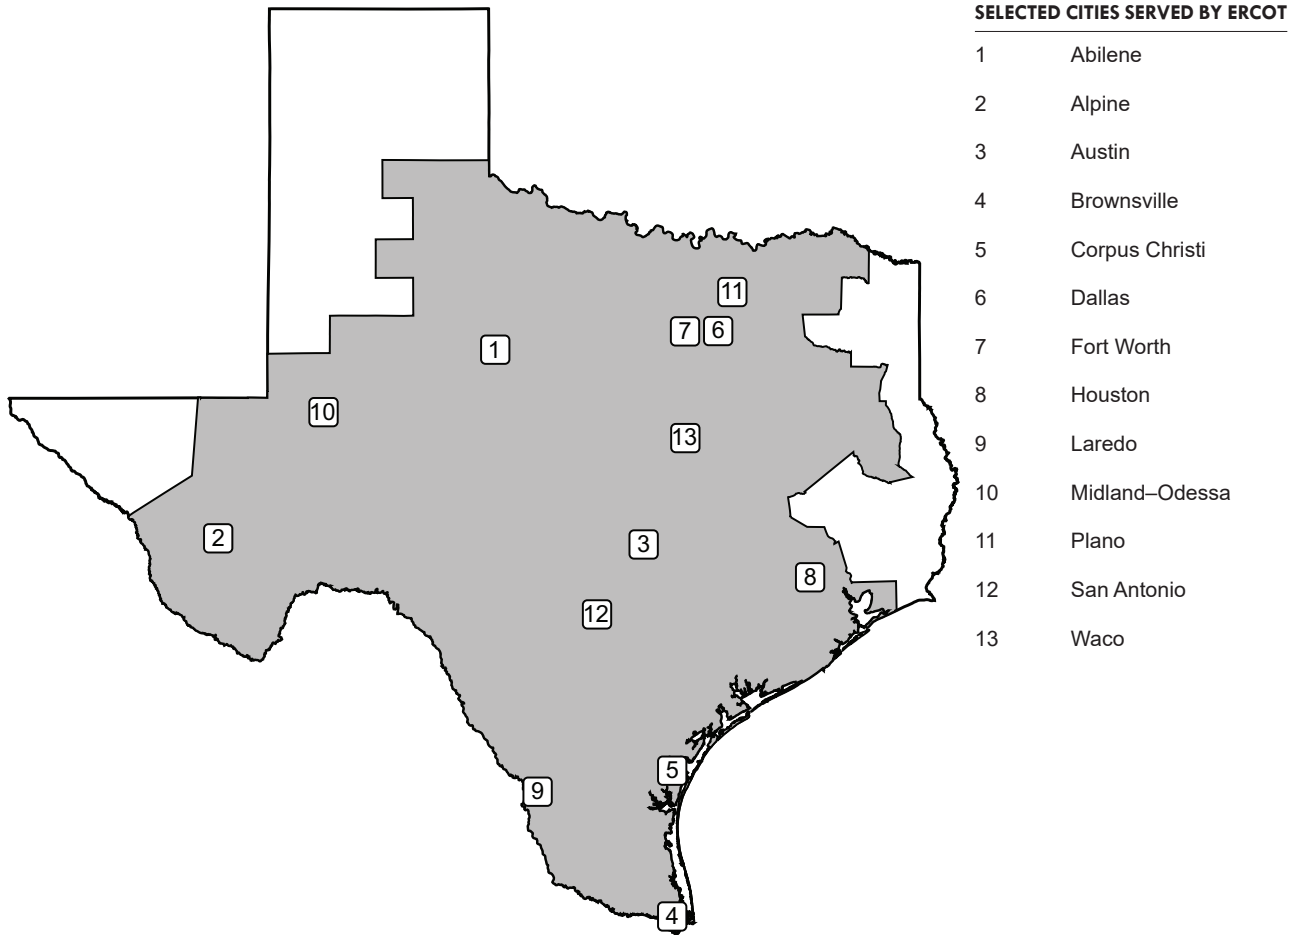 SELECTED CITIES SERVED BY ERCOT
1 Abilene
2 Alpine
3 Austin
4 Brownsville
5 Corpus Christi
6 Dallas
7 Fort Worth
8 Houston
9 Laredo
10 Midland–Odessa
11 Plano
12 San Antonio
13 Waco
11
7 6
1
10
13
2
3
8
12
5
9
4